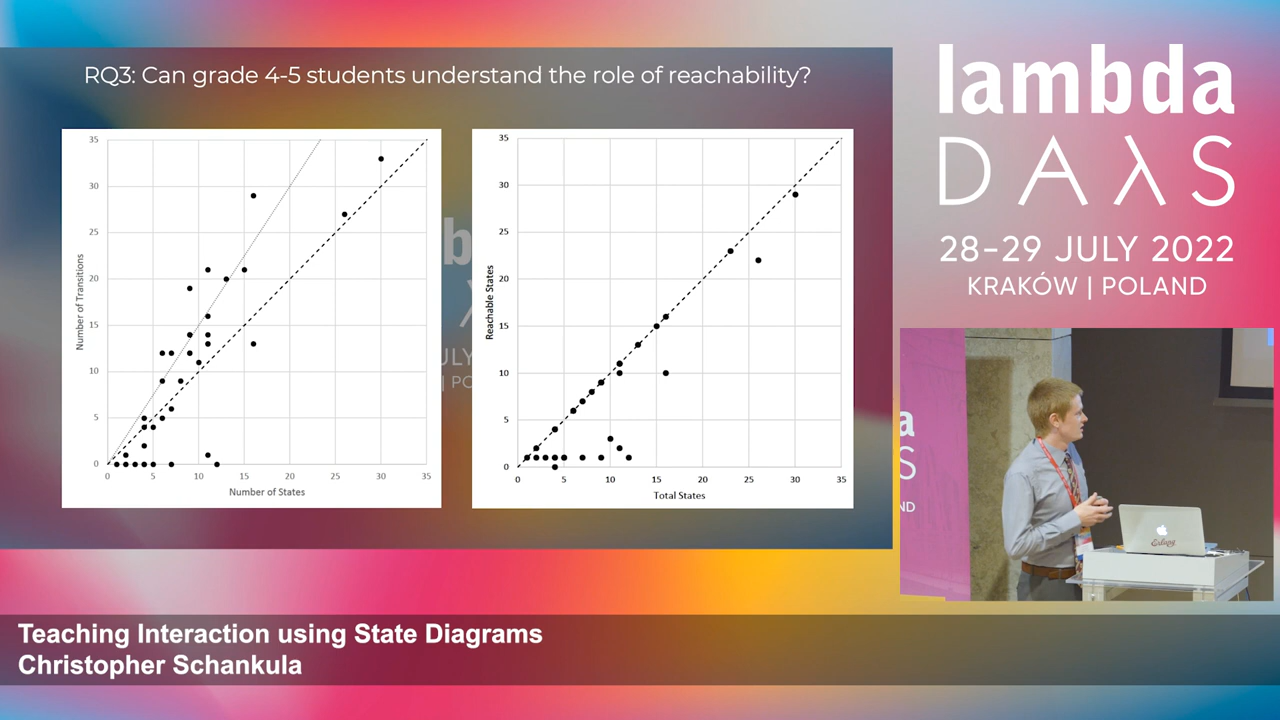 RQ3: Can grade 4-5 students understand the role of reachability?
35
30
25
20
15
10
5
0
Number of Transitions
0 5 10 15 20 25 30 35
Number of States
35
30
25
20
15
10
5
0
Reachable States
0 5 10 15 20 25 30 35
Total States
lambda
DAλS
28–29 JULY 2022
KRAKÓW | POLAND
Teaching Interaction using State Diagrams
Christopher Schankula